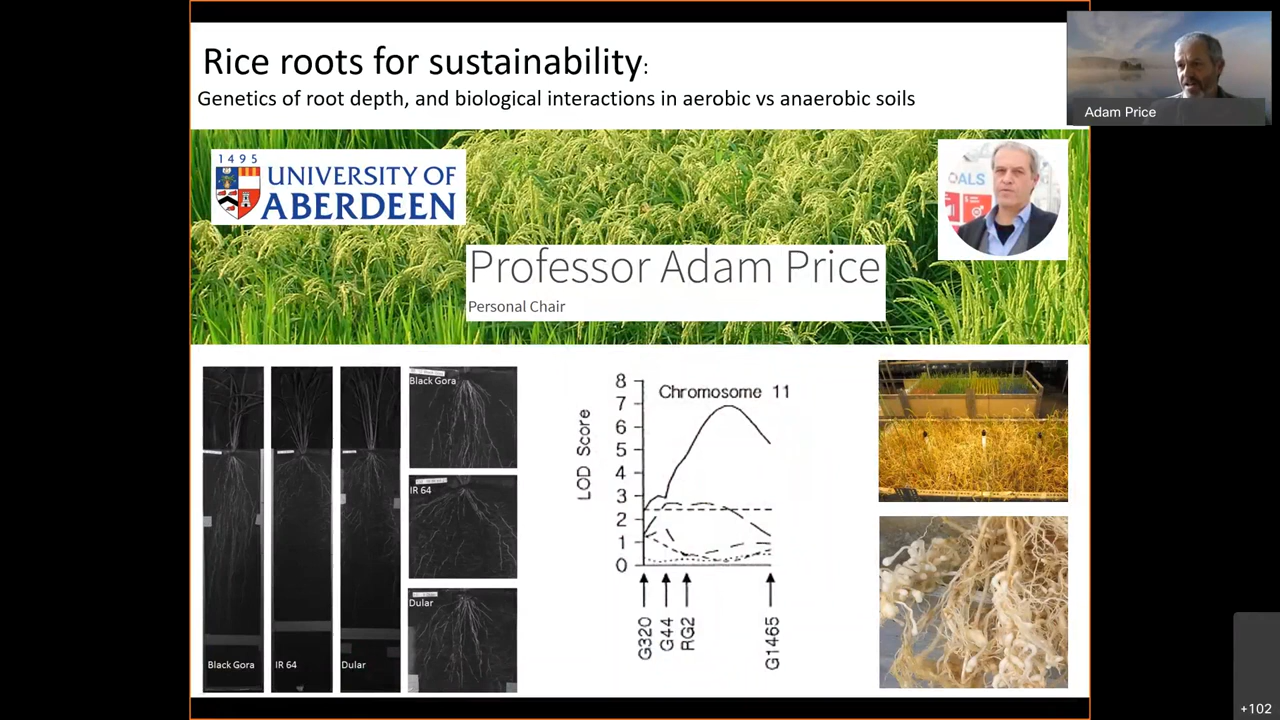 Rice roots for sustainability:
Genetics of root depth, and biological interactions in aerobic vs anaerobic soils
Adam Price
1495
UNIVERSITY OF
ABERDEEN
ALS
Professor Adam Price
Personal Chair
Black Gora
IR 64
Dular
Black Gora
IR 64
Dular
Chromosome 11
LOD Score
8
7
6
5
4
3
2
1
0
G320
G44
RG2
G1465
+102